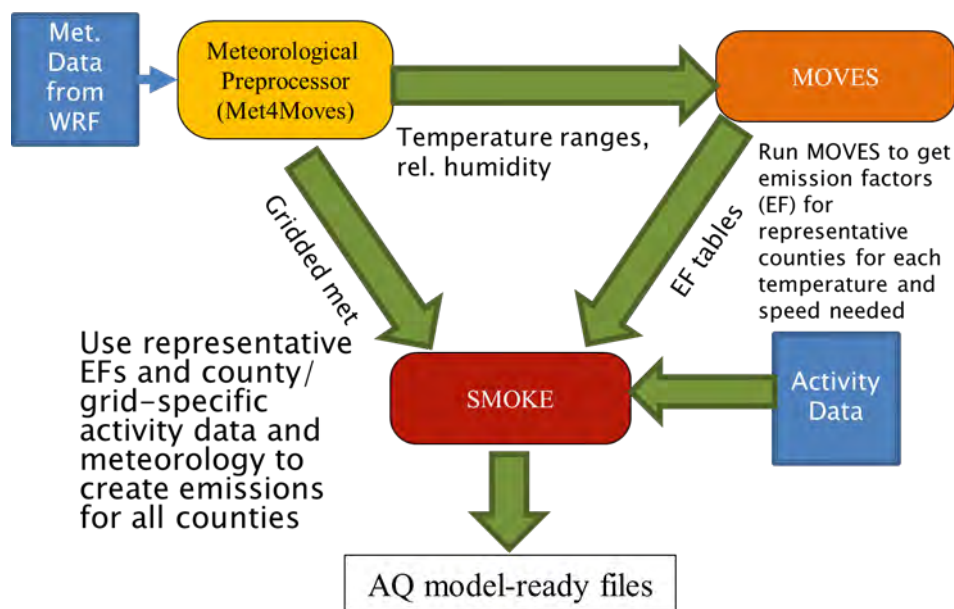 Met.
Data
from
WRF
Meteorological
Preprocessor
(Met4Moves)
MOVES
Temperature ranges,
rel. humidity
Run MOVES to get
emission factors
(EF) for
representative
counties for each
temperature and
speed needed
Gridded met
EF tables
Use representative
EFs and county/
grid-specific
activity data and
meteorology to
create emissions
for all counties
SMOKE
Activity
Data
AQ model-ready files